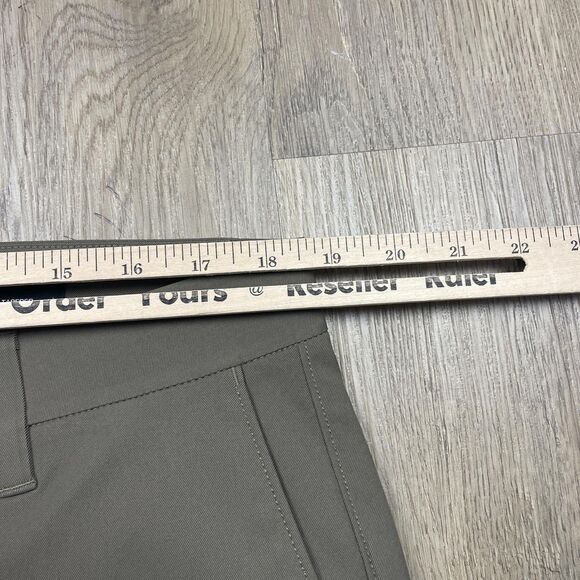 15 16 17 18 19 20 21 22
Order Yours @ Reseller Ruler